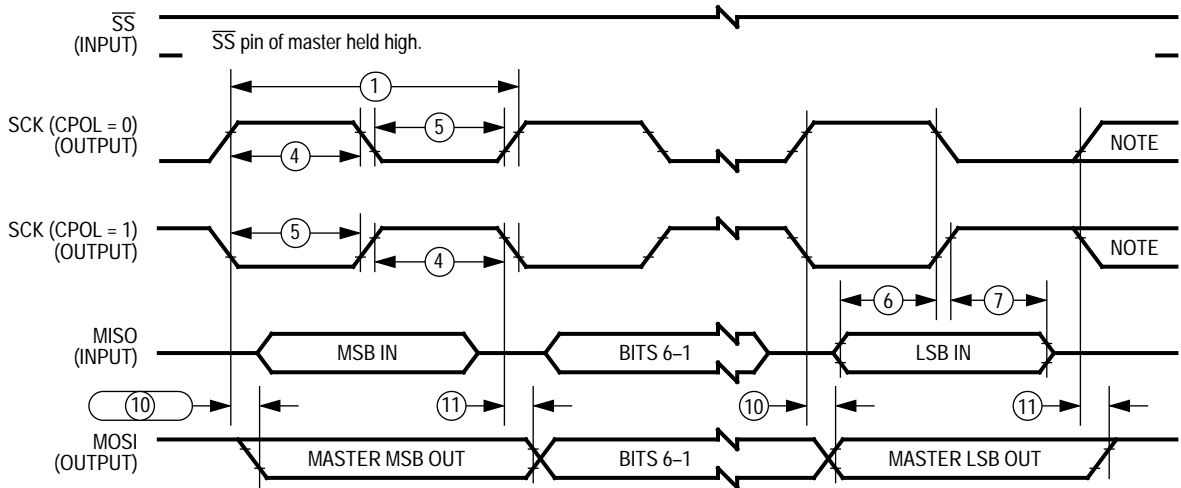 SS
(INPUT)
SS pin of master held high.
1
SCK (CPOL = 0)
(OUTPUT)
5
4
NOTE
SCK (CPOL = 1)
(OUTPUT)
5
4
NOTE
6
7
MISO
(INPUT)
MSB IN
BITS 6–1
LSB IN
10
11
10
11
MOSI
(OUTPUT)
MASTER MSB OUT
BITS 6–1
MASTER LSB OUT